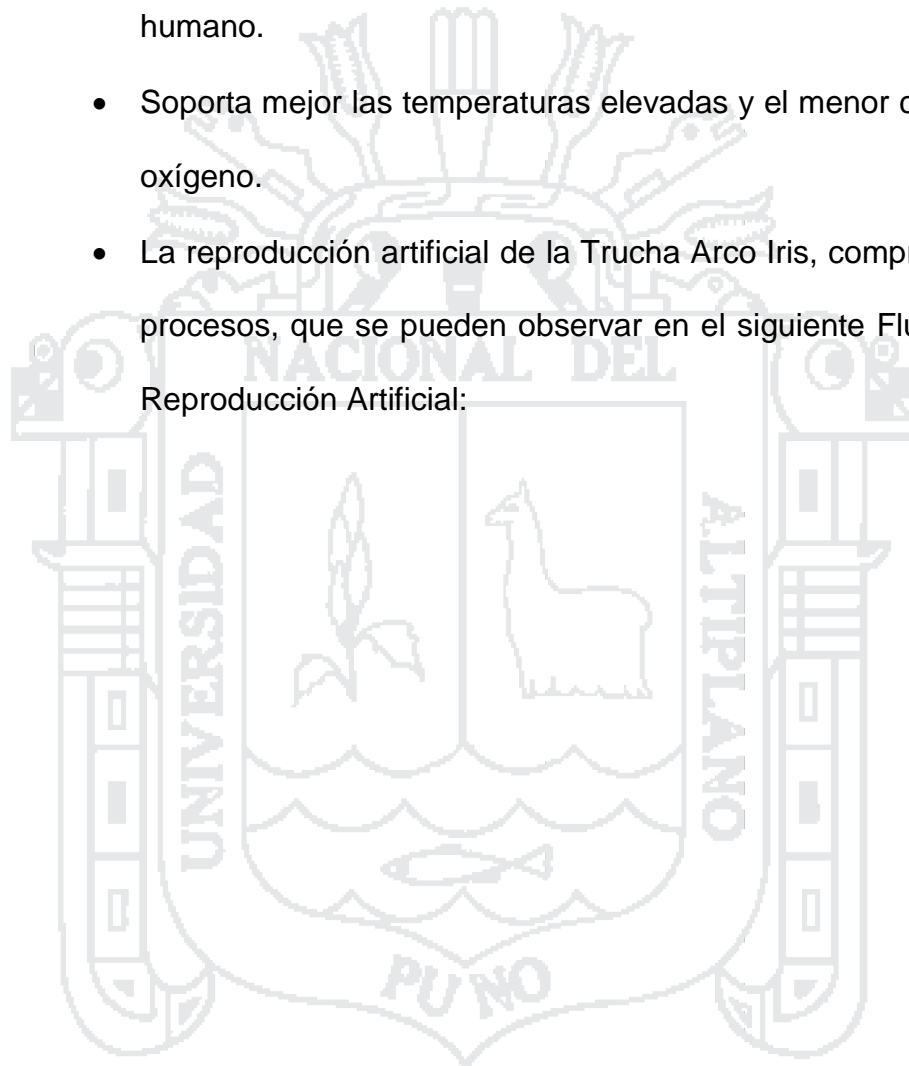 humano.
• Soporta mejor las temperaturas elevadas y el menor
oxígeno.
• La reproducción artificial de la Trucha Arco Iris,
procesos, que se pueden observar en el siguiente
Reproducción Artificial:
NACIONAL DEL
UNIVERSIDAD
ALTIPLANO
PUNO